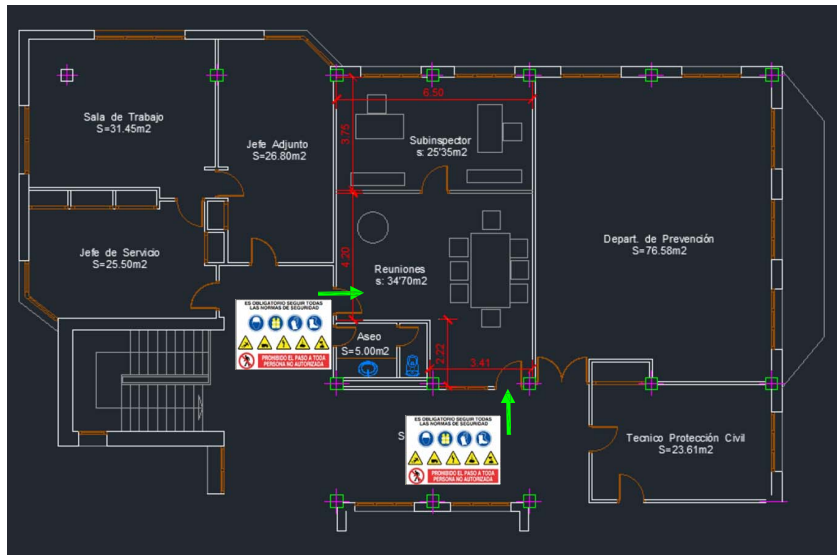 Sala de Trabajo
S=31.45m2
Jefe Adjunto
S=26.80m2
6.50
3.75
Subinspector
s: 25'35m2
Jefe de Servicio
S=25.50m2
4.20
Reuniones
s: 34'70m2
Depart. de Prevención
S=76.58m2
ES OBLIGATORIO SEGUIR TODAS
LAS NORMAS DE SEGURIDAD
PROHIBIDO EL PASO A TODA
PERSONA NO AUTORIZADA
Aseo
S=5.00m2
2.22
3.41
ES OBLIGATORIO SEGUIR TODAS
LAS NORMAS DE SEGURIDAD
PROHIBIDO EL PASO A TODA
PERSONA NO AUTORIZADA
S
Tecnico Protección Civil
S=23.61m2